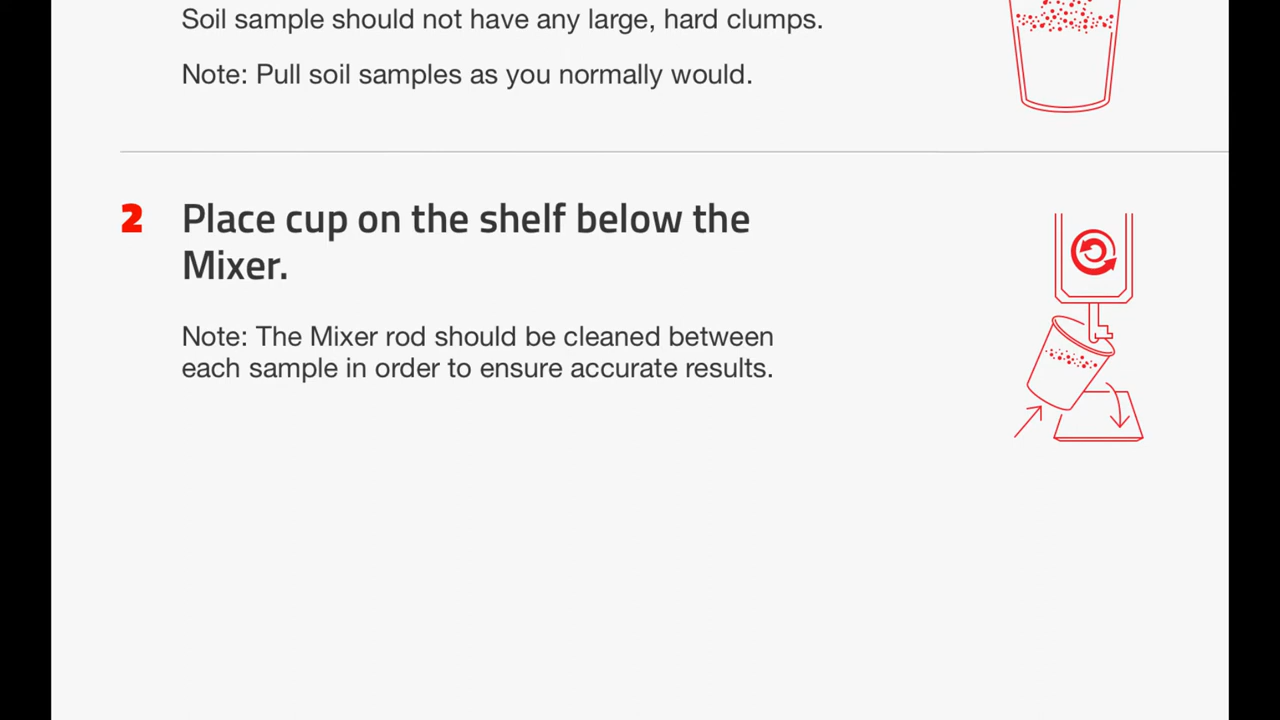 Soil sample should not have any large, hard clumps.
Note: Pull soil samples as you normally would.
2 Place cup on the shelf below the
Mixer.
Note: The Mixer rod should be cleaned between
each sample in order to ensure accurate results.